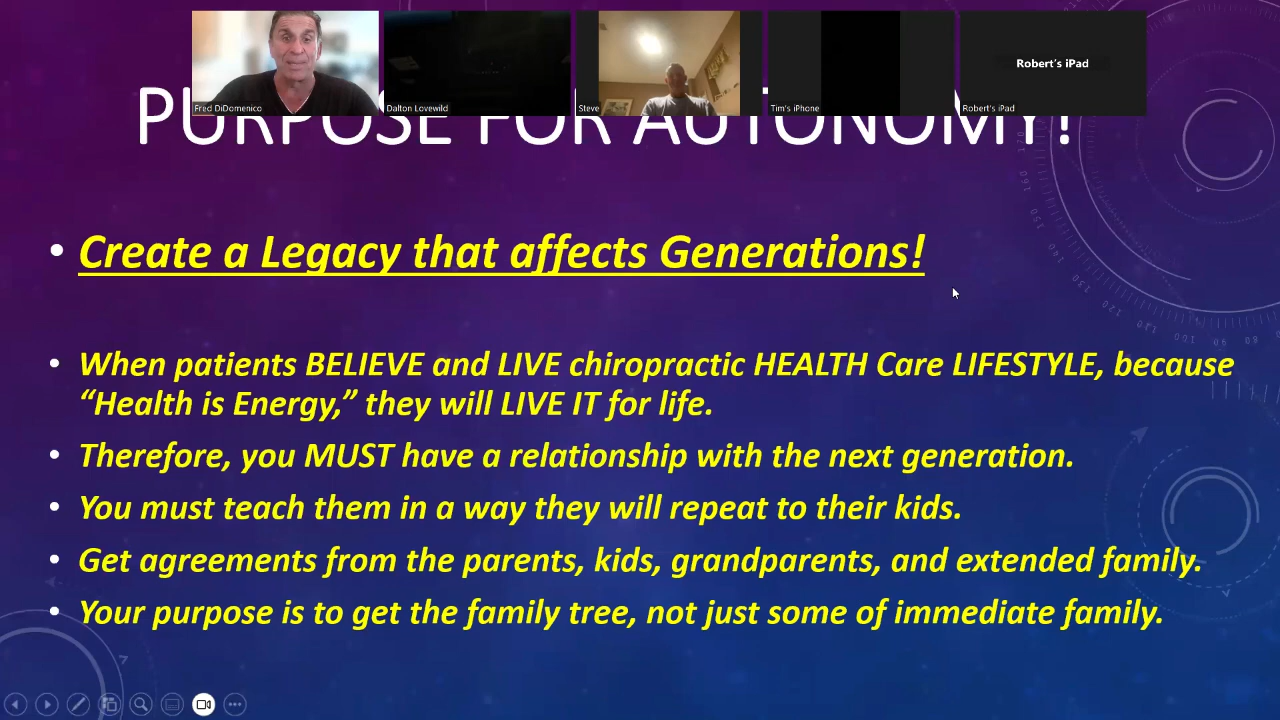 Fred DiDomenico
Dalton Lovewild
Steve
Tim's iPhone
Robert's iPad
Robert's iPad
PURPOSE FOR AUTONOMY!
• Create a Legacy that affects Generations!
• When patients BELIEVE and LIVE chiropractic HEALTH Care LIFESTYLE, because
“Health is Energy,” they will LIVE IT for life.
• Therefore, you MUST have a relationship with the next generation.
• You must teach them in a way they will repeat to their kids.
• Get agreements from the parents, kids, grandparents, and extended family.
• Your purpose is to get the family tree, not just some of immediate family.